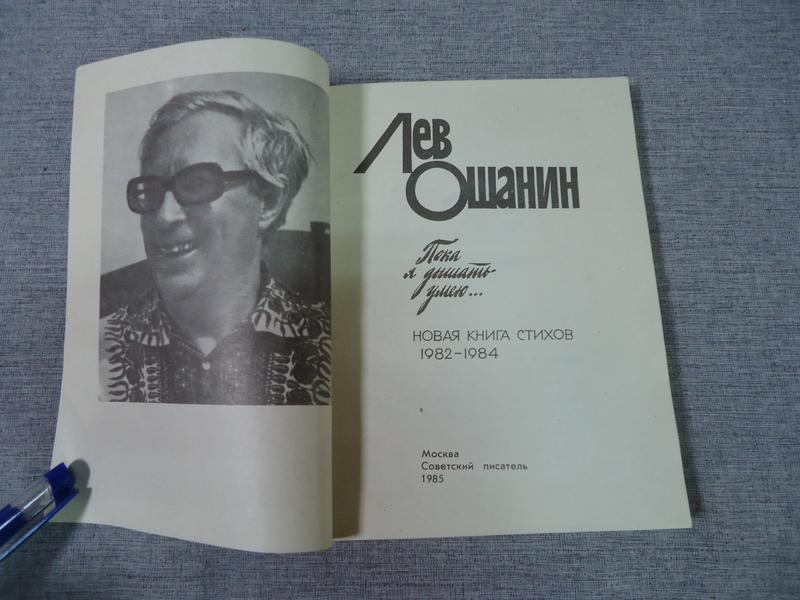 Лев
Ошанин
Пока
я дышать
умею...
НОВАЯ КНИГА СТИХОВ
1982-1984
Москва
Советский писатель
1985